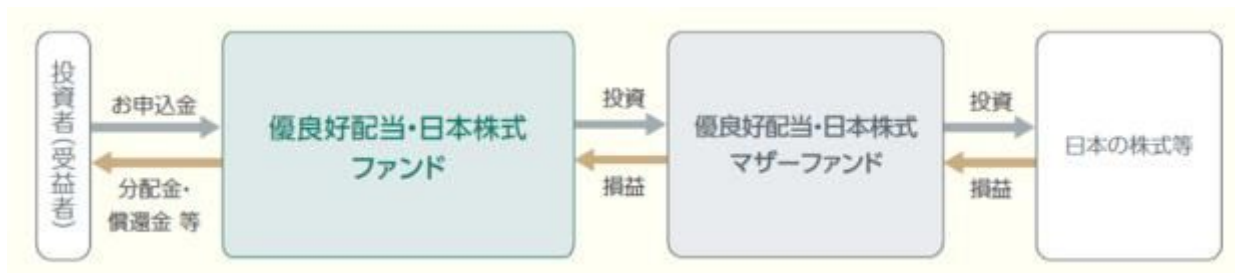 投資者(受益者)
お申込金
分配金・
償還金 等
優良好配当・日本株式
ファンド
投資
損益
優良好配当・日本株式
マザーファンド
投資
損益
日本の株式等